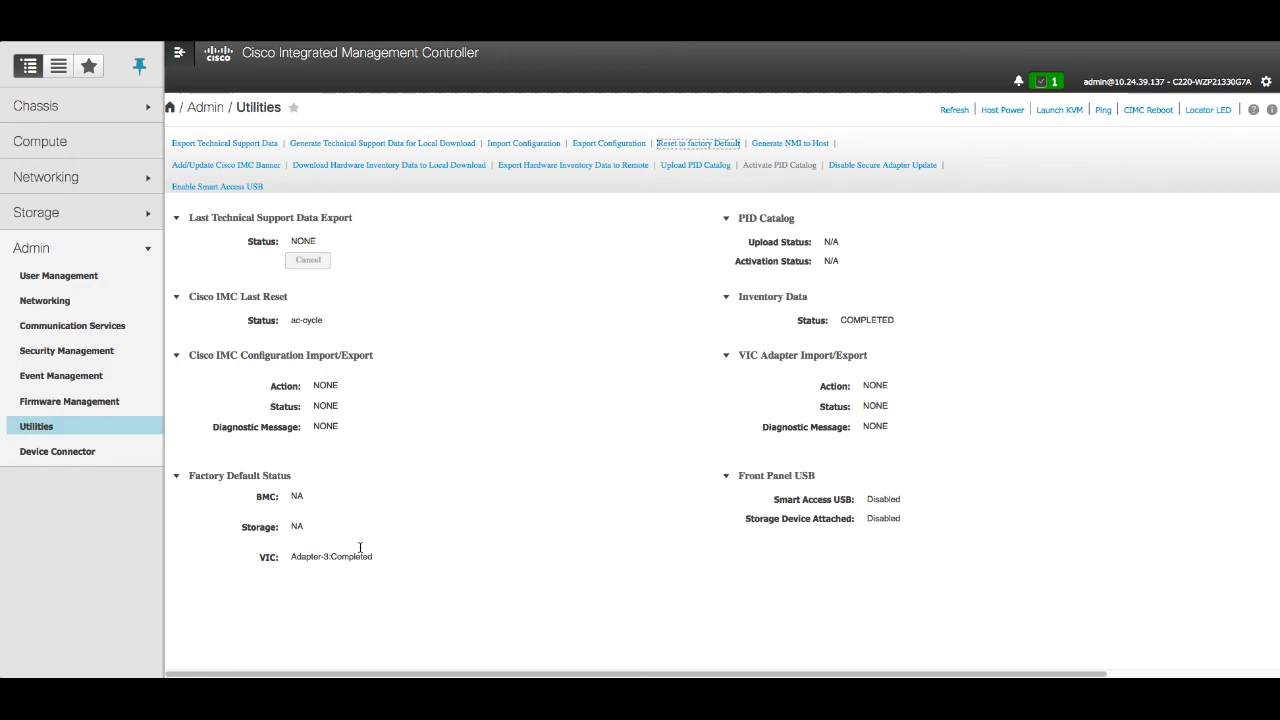 cisco
Cisco Integrated Management Controller
1
admin@10.24.39.137 - C220-WZP21330G7A
/ Admin / Utilities
Refresh | Host Power | Launch KVM | Ping | CIMC Reboot | Locator LED |
Chassis
Compute
Networking
Storage
Admin
User Management
Networking
Communication Services
Security Management
Event Management
Firmware Management
Utilities
Device Connector
Export Technical Support Data | Generate Technical Support Data for Local Download | Import Configuration | Export Configuration | Reset to factory Default | Generate NMI to Host |
Add/Update Cisco IMC Banner | Download Hardware Inventory Data to Local Download | Export Hardware Inventory Data to Remote | Upload PID Catalog | Activate PID Catalog | Disable Secure Adapter Update |
Enable Smart Access USB
Last Technical Support Data Export
Status: NONE
Cancel
Cisco IMC Last Reset
Status: ac-cycle
Cisco IMC Configuration Import/Export
Action: NONE
Status: NONE
Diagnostic Message: NONE
Factory Default Status
BMC: NA
Storage: NA
VIC: Adapter-3:Completed
PID Catalog
Upload Status: N/A
Activation Status: N/A
Inventory Data
Status: COMPLETED
VIC Adapter Import/Export
Action: NONE
Status: NONE
Diagnostic Message: NONE
Front Panel USB
Smart Access USB: Disabled
Storage Device Attached: Disabled